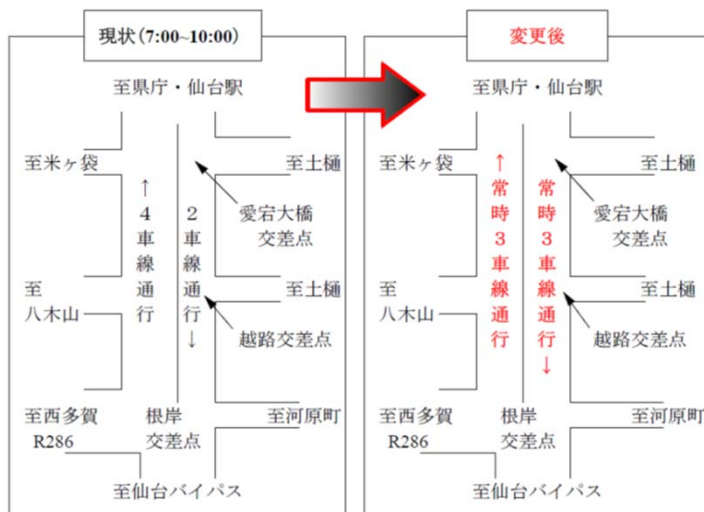 現状(7:00~10:00)
至県庁・仙台駅
至米ヶ袋
至土樋
↑4車線通行
2車線通行↓
愛宕大橋
交差点
至
八木山
至土樋
越路交差点
至西多賀
R286
根岸
交差点
至河原町
至仙台バイパス
変更後
至県庁・仙台駅
至米ヶ袋
至土樋
↑常時3車線通行
常時3車線通行↓
愛宕大橋
交差点
至
八木山
至土樋
越路交差点
至西多賀
R286
根岸
交差点
至河原町
至仙台バイパス